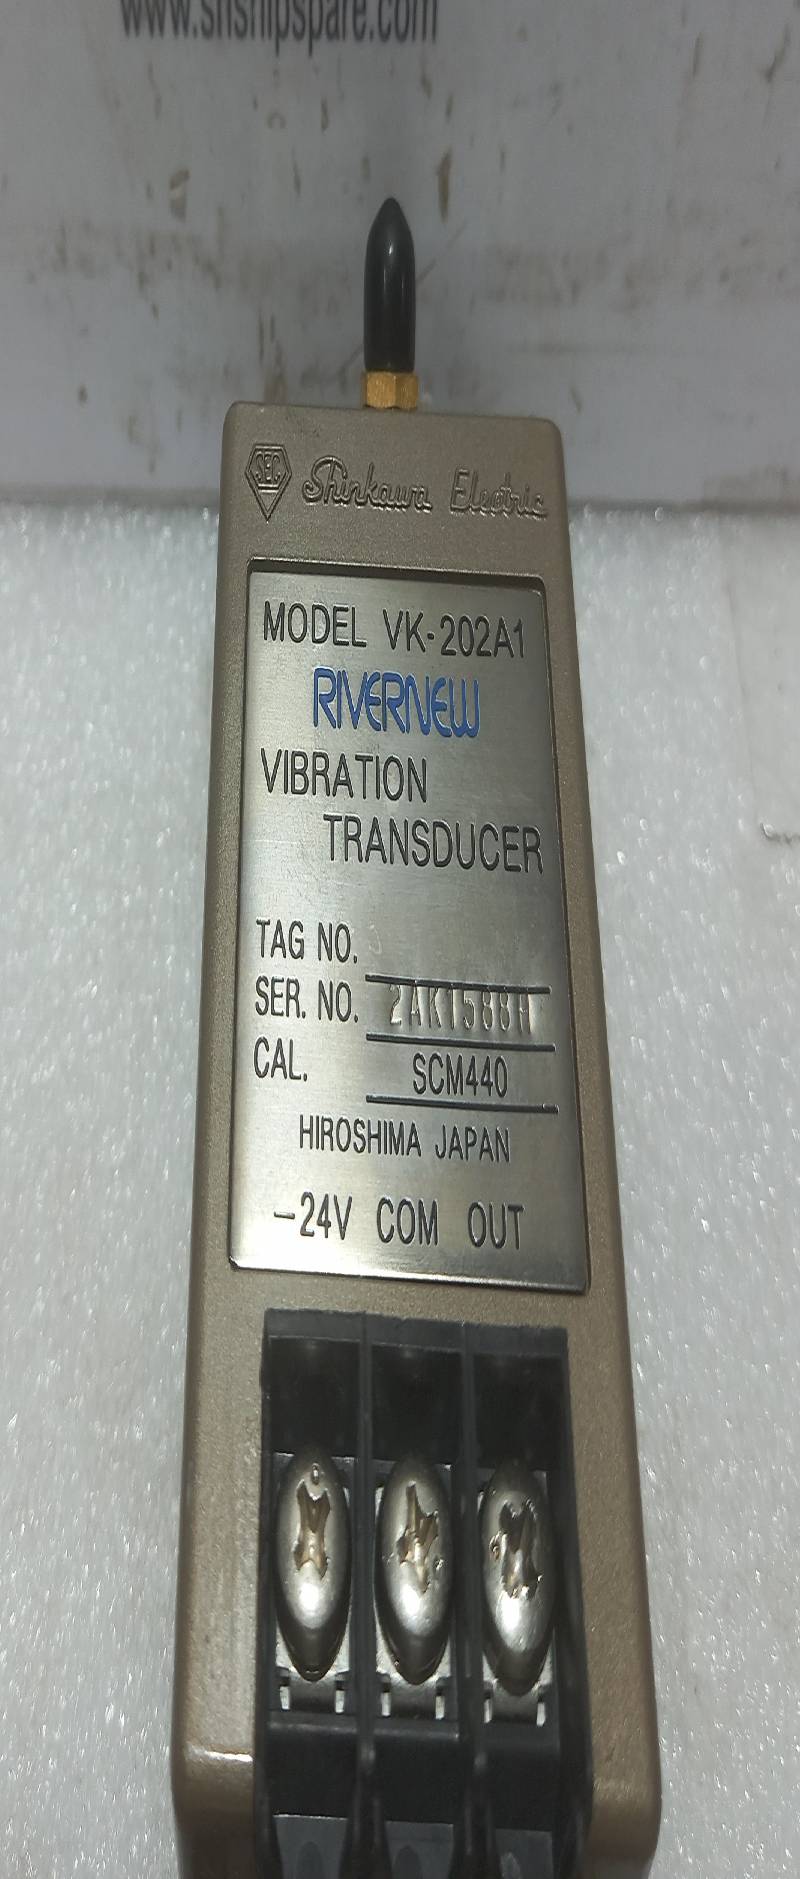 www.shshipspare.com
SEC Shinkawa Electric
MODEL VK-202A1
RIVERNEW
VIBRATION
TRANSDUCER
TAG NO.
SER. NO. 2AK1588H
CAL. SCM440
HIROSHIMA JAPAN
-24V COM OUT